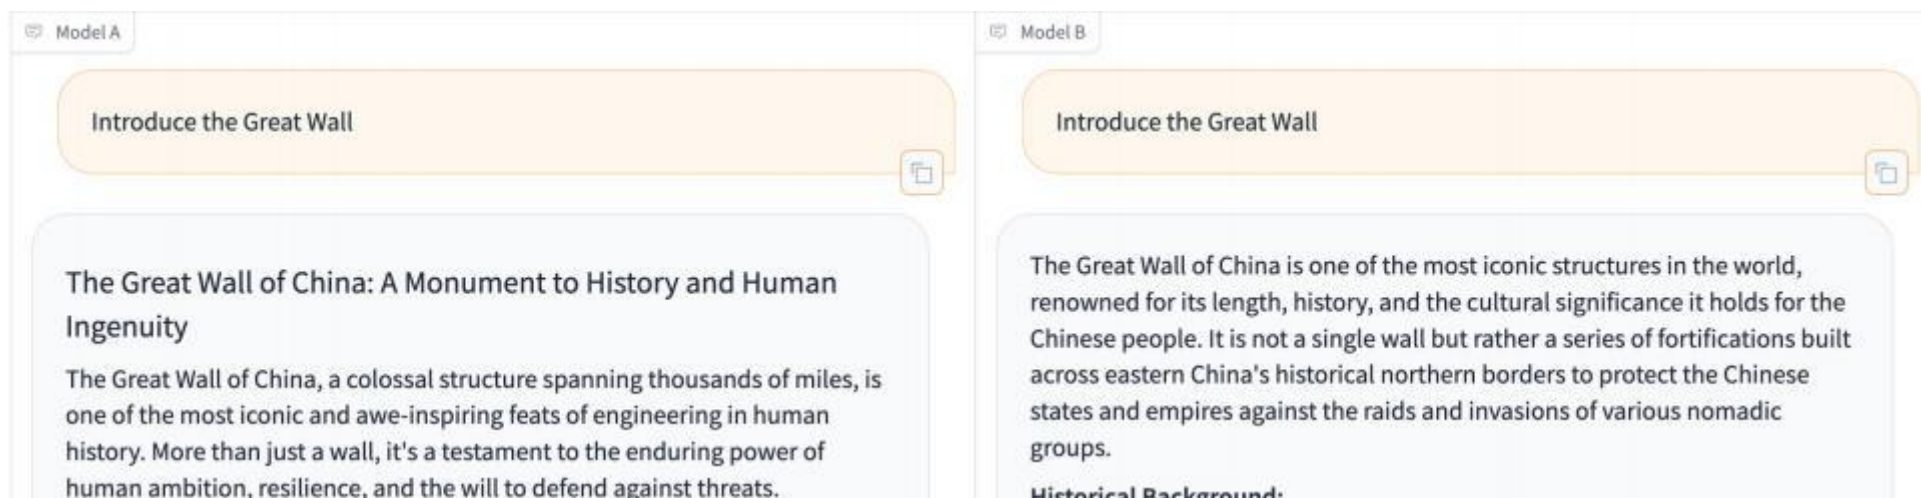 Model A
Introduce the Great Wall
The Great Wall of China: A Monument to History and Human
Ingenuity
The Great Wall of China, a colossal structure spanning thousands of miles, is
one of the most iconic and awe-inspiring feats of engineering in human
history. More than just a wall, it's a testament to the enduring power of
human ambition, resilience, and the will to defend against threats.
Model B
Introduce the Great Wall
The Great Wall of China is one of the most iconic structures in the world,
renowned for its length, history, and the cultural significance it holds for the
Chinese people. It is not a single wall but rather a series of fortifications built
across eastern China's historical northern borders to protect the Chinese
states and empires against the raids and invasions of various nomadic
groups.
Historical Background: